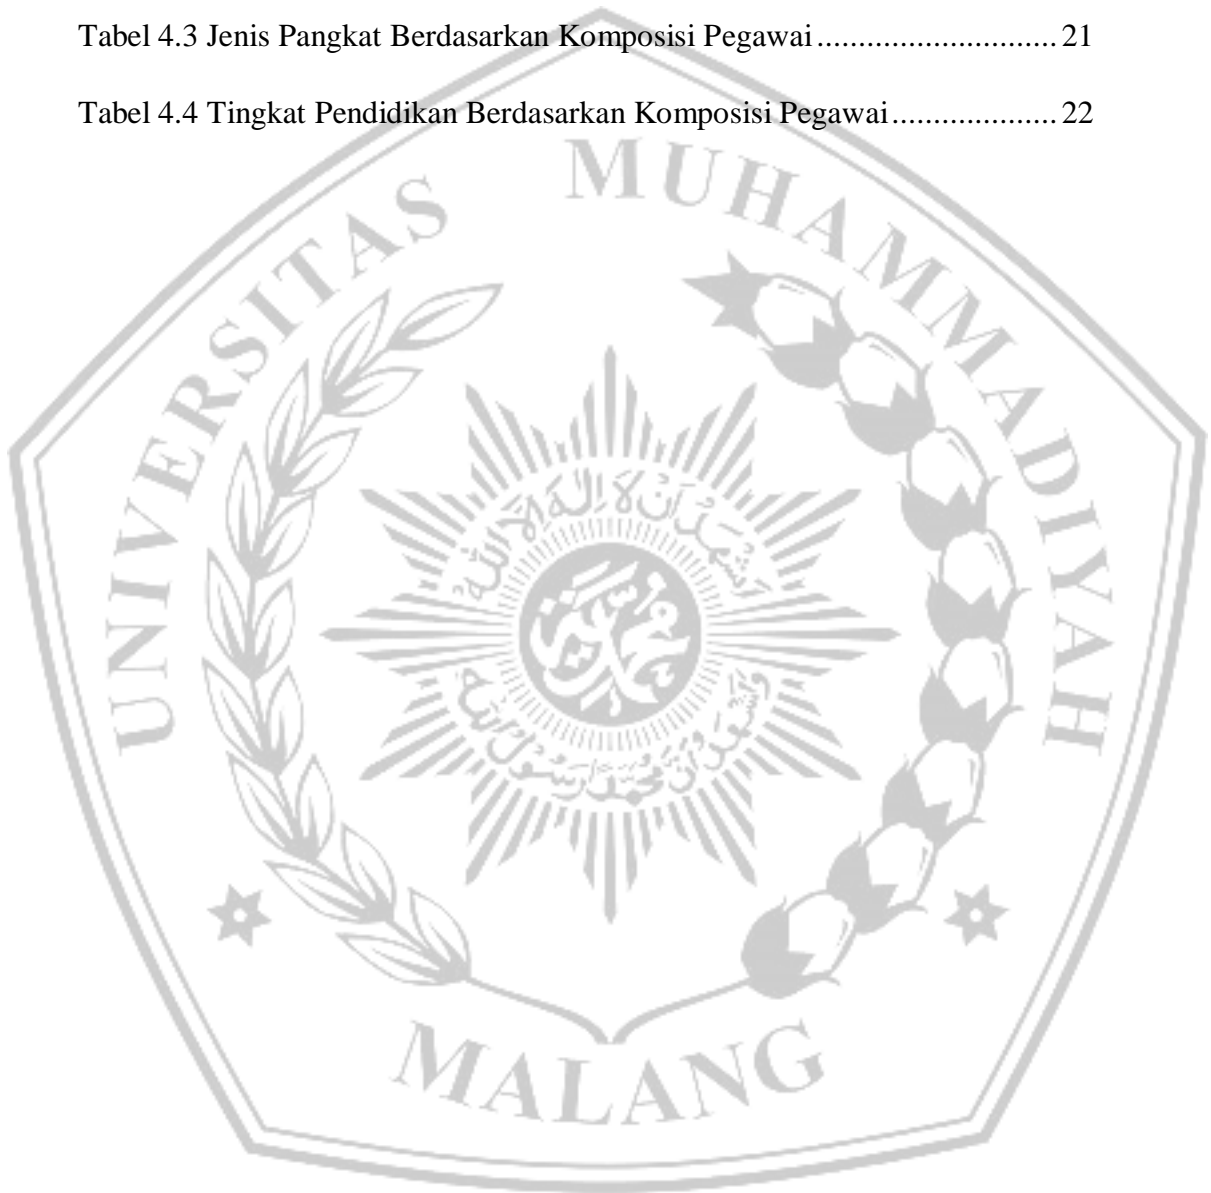 Tabel 4.3 Jenis Pangkat Berdasarkan Komposisi Pegawai ............................. 21
Tabel 4.4 Tingkat Pendidikan Berdasarkan Komposisi Pegawai .................... 22
UNIVERSITAS MUHAMMADIYAH
MALANG